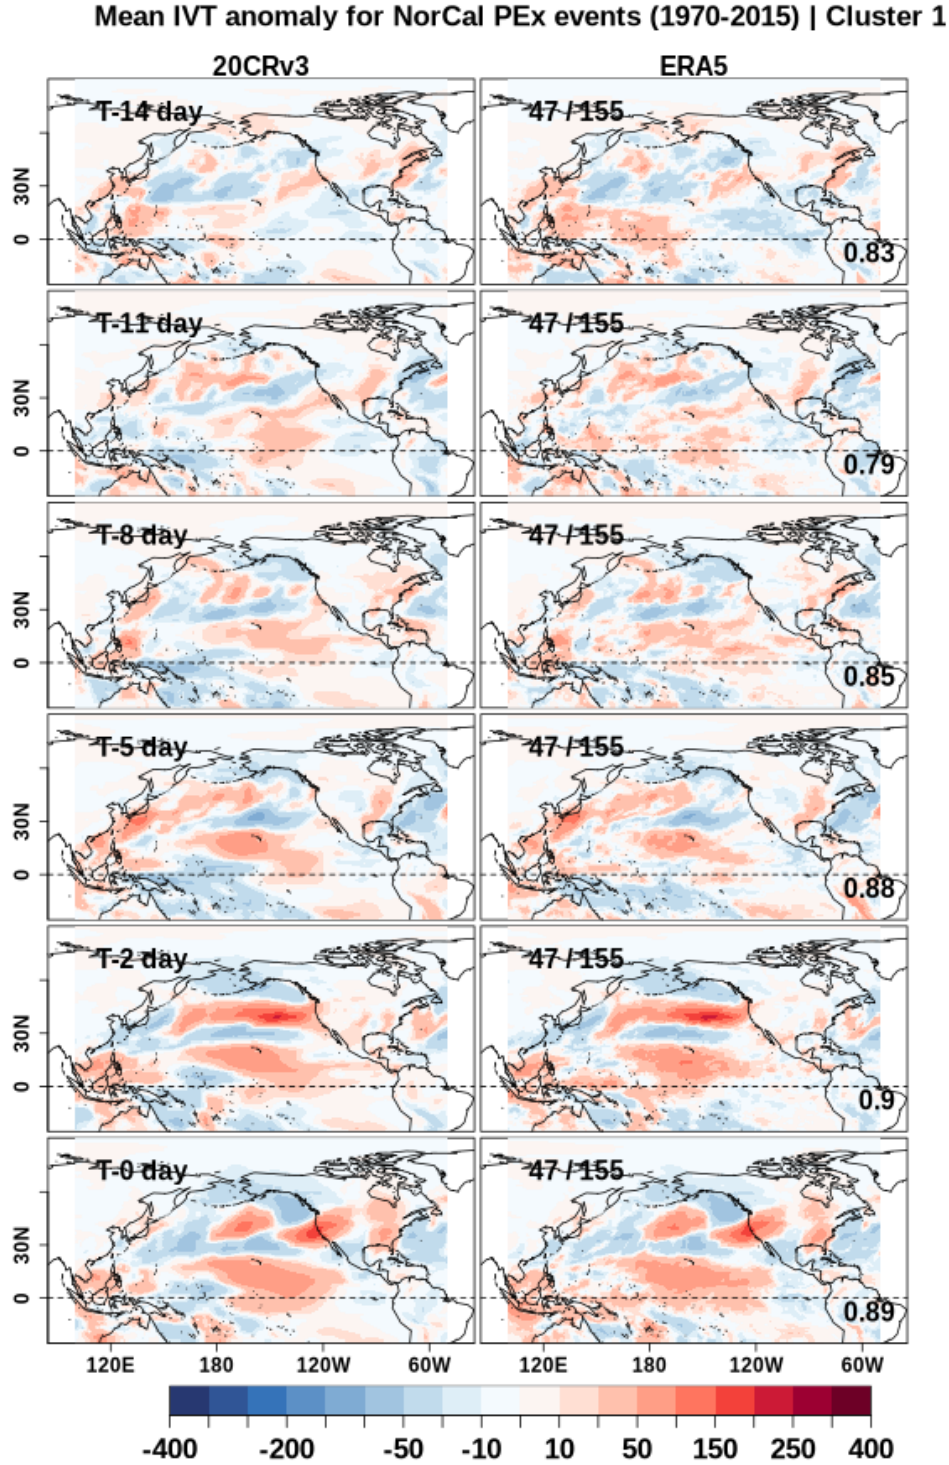 Mean IVT anomaly for NorCal PEx events (1970-2015) | Cluster 1
20CRv3 ERA5
T-14 day 47 / 155
30N
0
0.83
T-11 day 47 / 155
30N
0
0.79
T-8 day 47 / 155
30N
0
0.85
T-5 day 47 / 155
30N
0
0.88
T-2 day 47 / 155
30N
0
0.9
T-0 day 47 / 155
30N
0
0.89
120E 180 120W 60W 120E 180 120W 60W
-400 -200 -50 -10 10 50 150 250 400